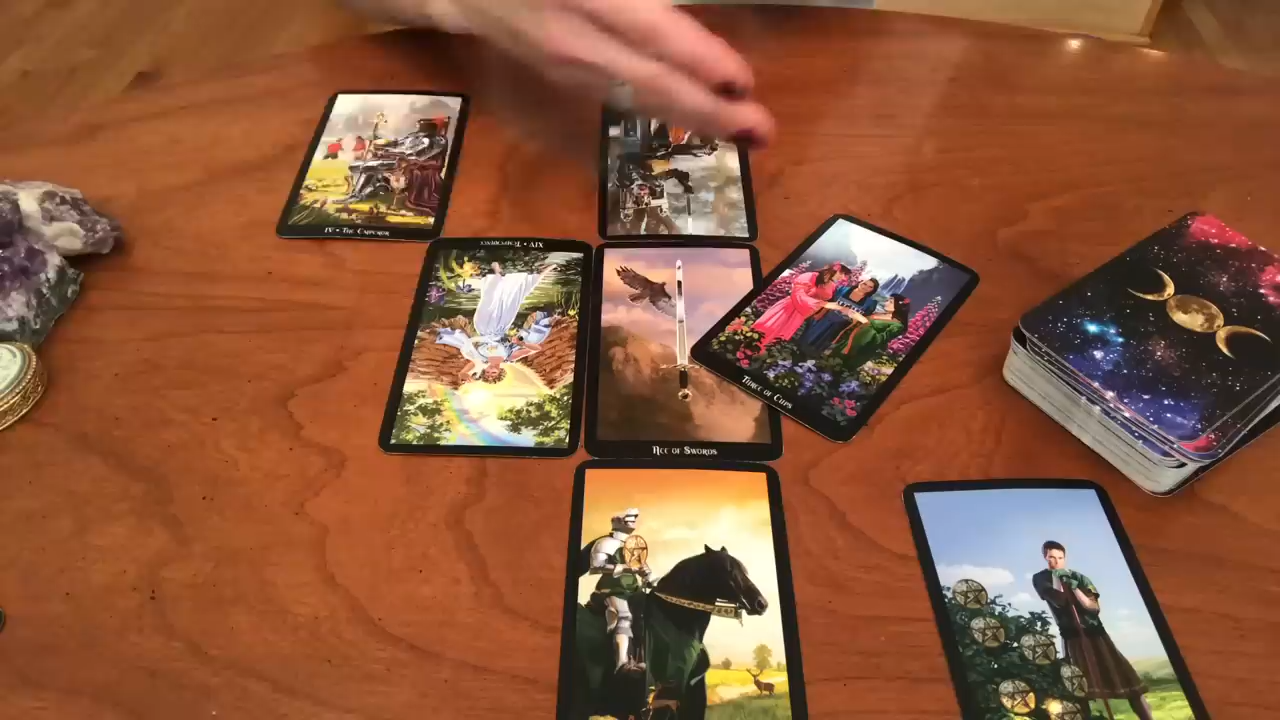 IV • The Emperor
XIV • Temperance
Ace of Swords
Three of Cups